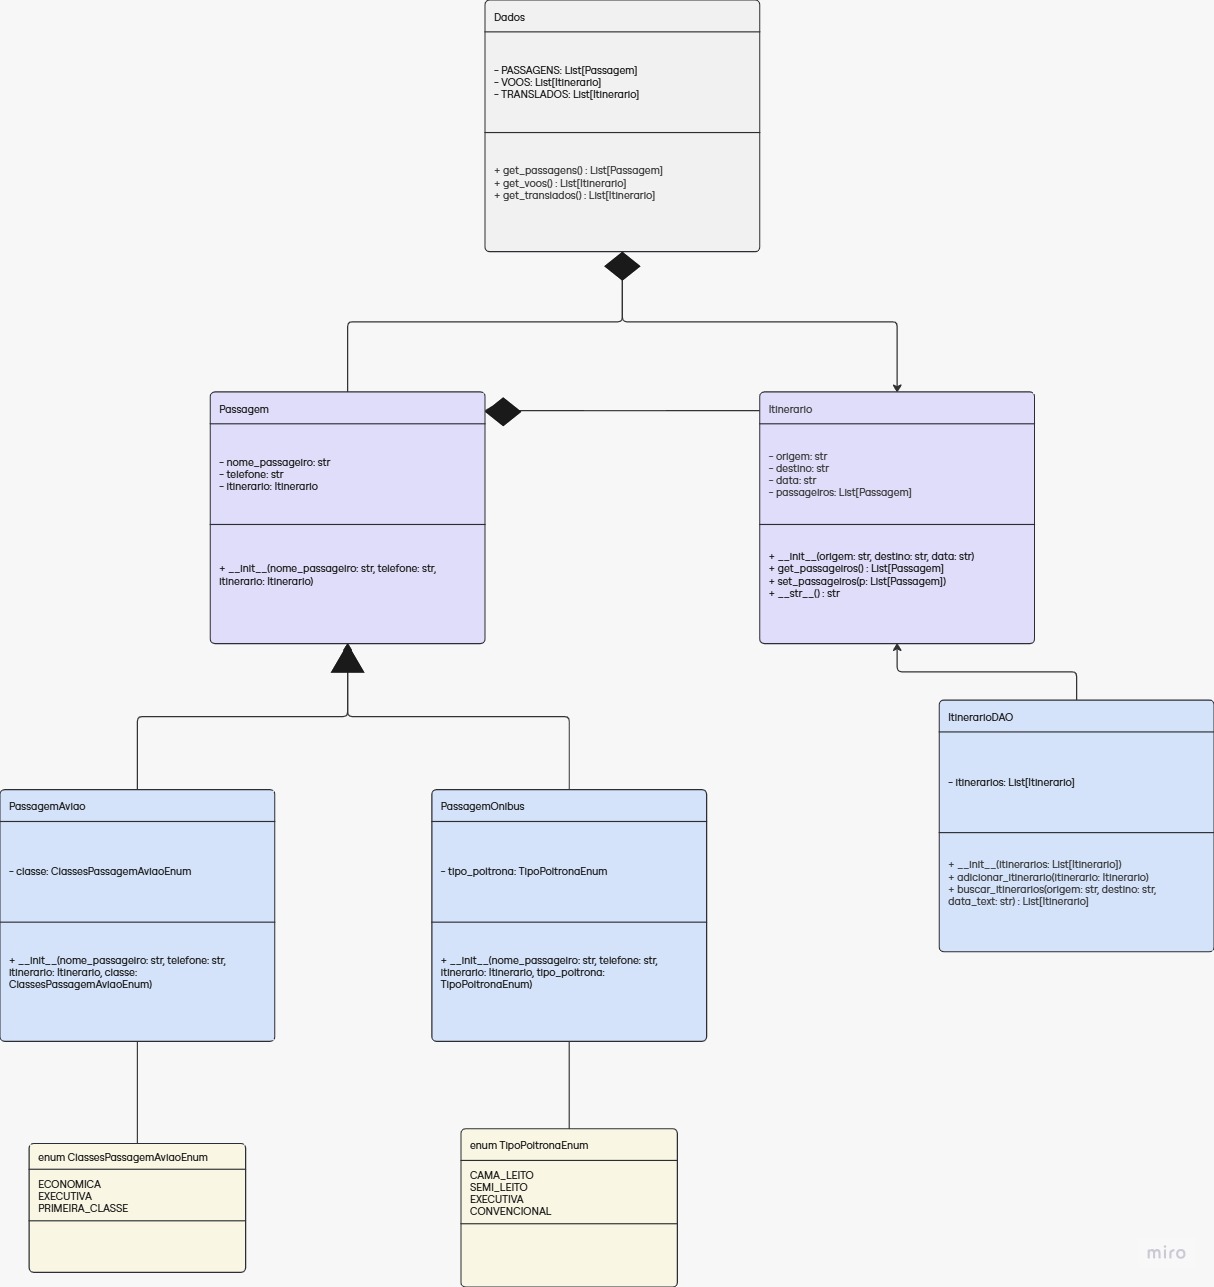 Dados
- PASSAGENS: List[Passagem]
- VOOS: List[Itinerario]
- TRANSLADOS: List[Itinerario]
+ get_passagens() : List[Passagem]
+ get_voos() : List[Itinerario]
+ get_translados() : List[Itinerario]
Passagem
- nome_passageiro: str
- telefone: str
- itinerario: Itinerario
+ __init__(nome_passageiro: str, telefone: str,
itinerario: Itinerario)
Itinerario
- origem: str
- destino: str
- data: str
- passageiros: List[Passagem]
+ __init__(origem: str, destino: str, data: str)
+ get_passageiros() : List[Passagem]
+ set_passageiros(p: List[Passagem])
+ __str__() : str
ItinerarioDAO
- itinerarios: List[Itinerario]
+ __init__(itinerarios: List[Itinerario])
+ adicionar_itinerario(itinerario: Itinerario)
+ buscar_itinerarios(origem: str, destino: str,
data_text: str) : List[Itinerario]
PassagemAviao
- classe: ClassesPassagemAviaoEnum
+ __init__(nome_passageiro: str, telefone: str,
itinerario: Itinerario, classe:
ClassesPassagemAviaoEnum)
PassagemOnibus
- tipo_poltrona: TipoPoltronaEnum
+ __init__(nome_passageiro: str, telefone: str,
itinerario: Itinerario, tipo_poltrona:
TipoPoltronaEnum)
enum ClassesPassagemAviaoEnum
ECONOMICA
EXECUTIVA
PRIMEIRA_CLASSE
enum TipoPoltronaEnum
CAMA_LEITO
SEMI_LEITO
EXECUTIVA
CONVENCIONAL
miro